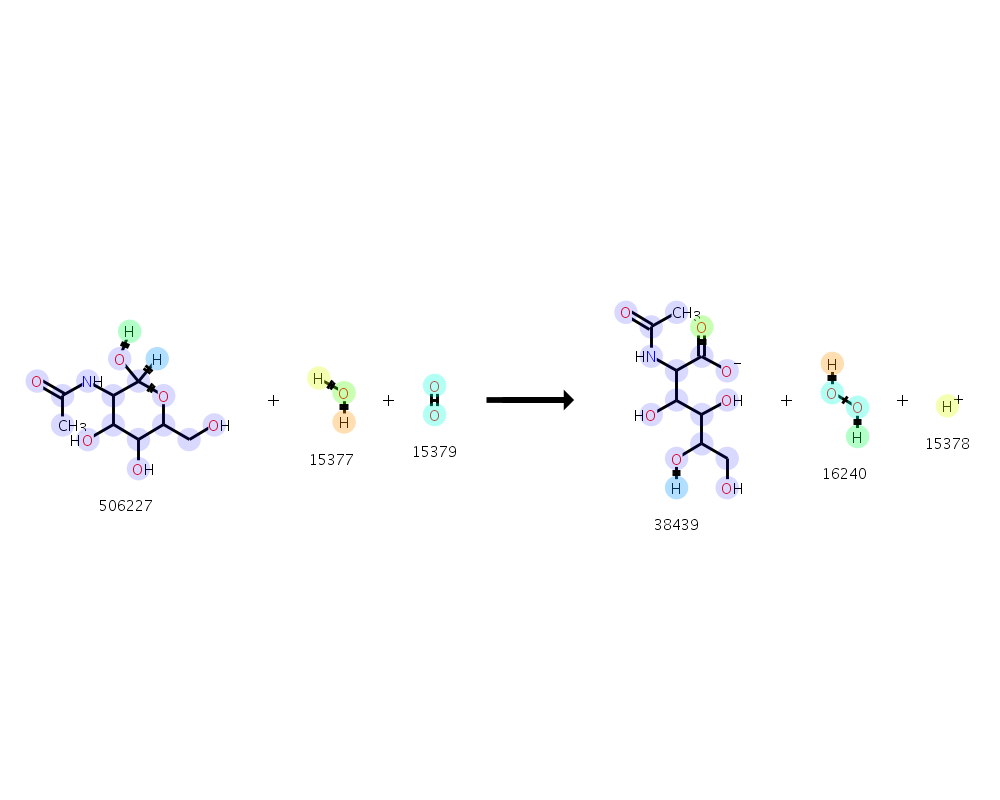 H
O
H
O
NH
O
CH3
HO
OH
OH
506227
+
H
O
H
15377
+
O
O
15379
O
CH3
O
HN
O−
HO
OH
O
H
OH
38439
+
H
O
O
H
16240
+
H+
15378